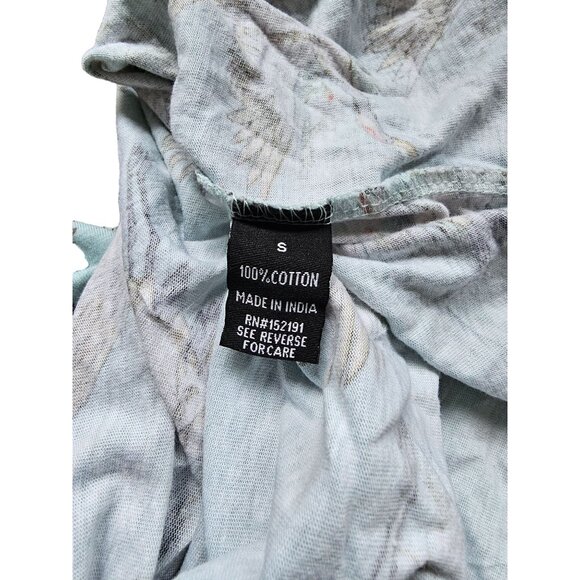 S
100%COTTON
MADE IN INDIA
RN#152191
SEE REVERSE
FOR CARE